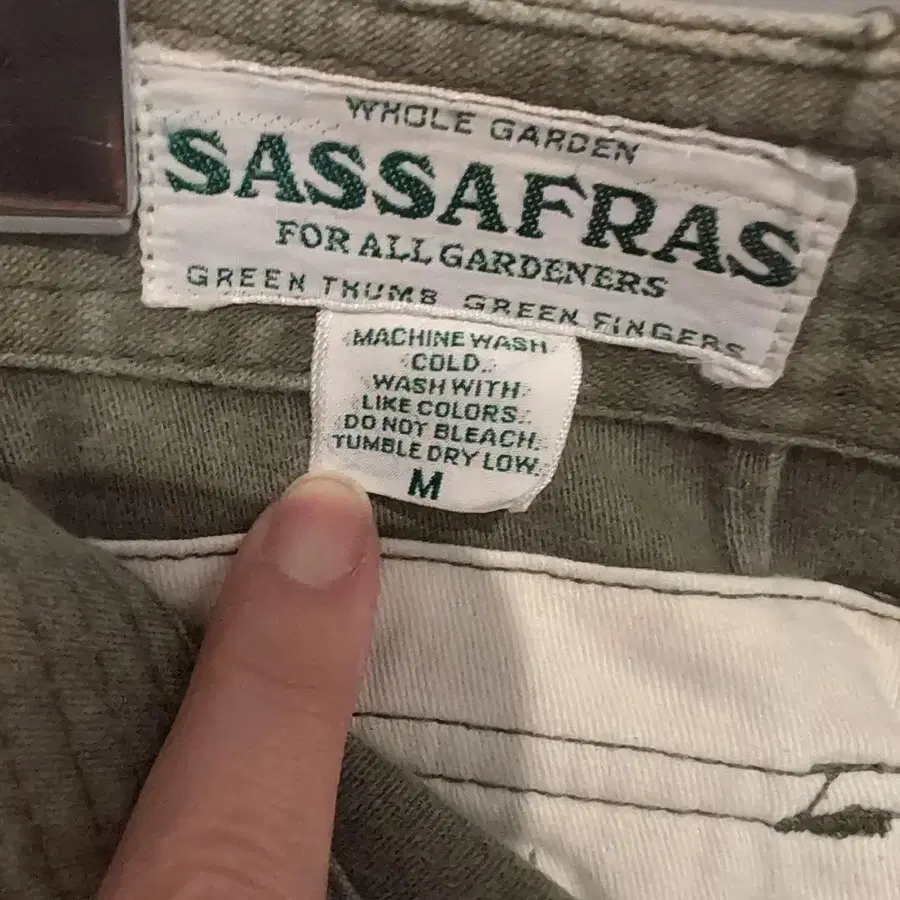 WHOLE GARDEN
SASSAFRAS
FOR ALL GARDENERS
GREEN THUMB GREEN FINGERS
MACHINE WASH
COLD.
WASH WITH
LIKE COLORS.
DO NOT BLEACH.
TUMBLE DRY LOW.
M